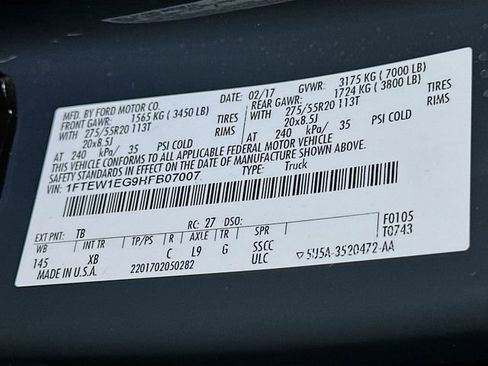 MFD. BY FORD MOTOR CO.
DATE: 02/17 GVWR: 3175 KG ( 7000 LB)
FRONT GAWR: 1565 KG ( 3450 LB) REAR GAWR: 1724 KG ( 3800 LB)
WITH 275/55R20 113T TIRES WITH 275/55R20 113T TIRES
20x8.5J RIMS 20x8.5J RIMS
AT 240 kPa/ 35 PSI COLD AT 240 kPa/ 35 PSI COLD
THIS VEHICLE CONFORMS TO ALL APPLICABLE FEDERAL MOTOR VEHICLE
SAFETY STANDARDS IN EFFECT ON THE DATE OF MANUFACTURE SHOWN ABOVE.
VIN: 1FTEW1EG9HFB07007 TYPE: Truck
EXT PNT: TB RC: 27 DSO: F0105
WB INT TR TP/PS R AXLE TR SPR T0743
145 XB C L9 G SSCC
MADE IN U.S.A. 2201702050282 ULC ▽ 5U5A-3520472-AA